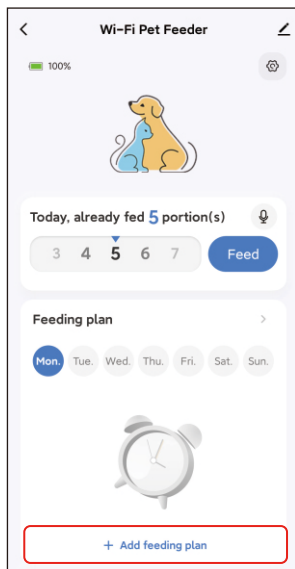 Wi-Fi Pet Feeder
100%
Today, already fed 5 portion(s)
3 4 5 6 7 Feed
Feeding plan
Mon. Tue. Wed. Thu. Fri. Sat. Sun.
+ Add feeding plan